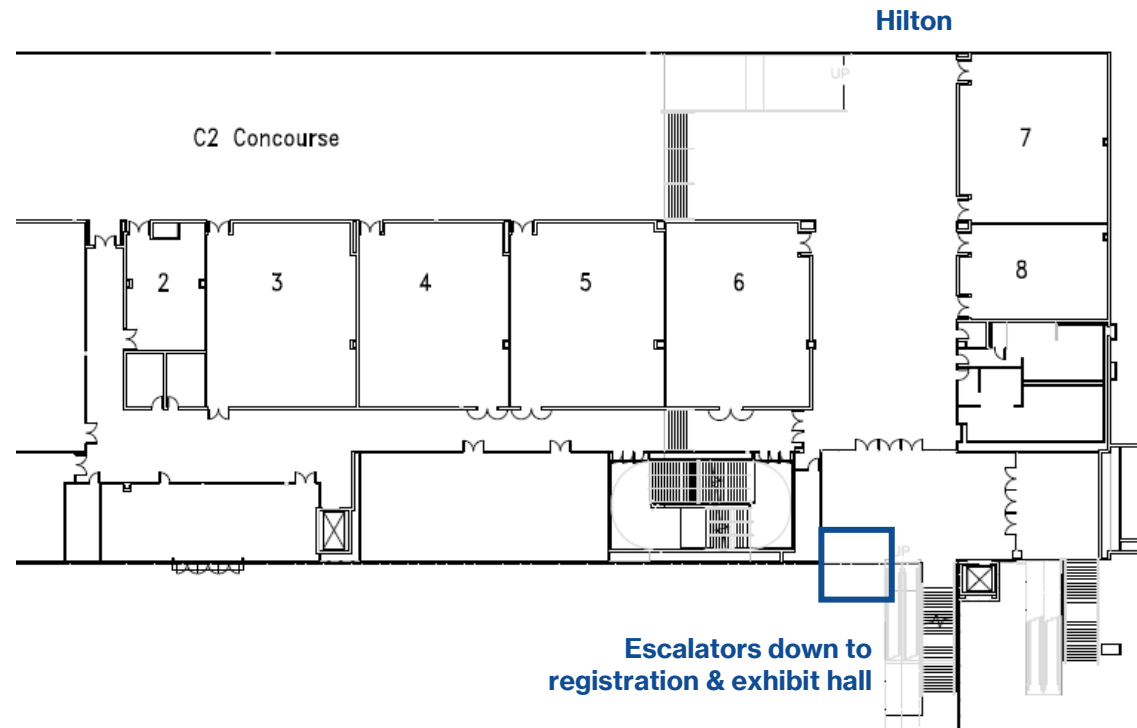 Hilton
UP
C2 Concourse
7
2
3
4
5
6
8
UP
Escalators down to
registration & exhibit hall